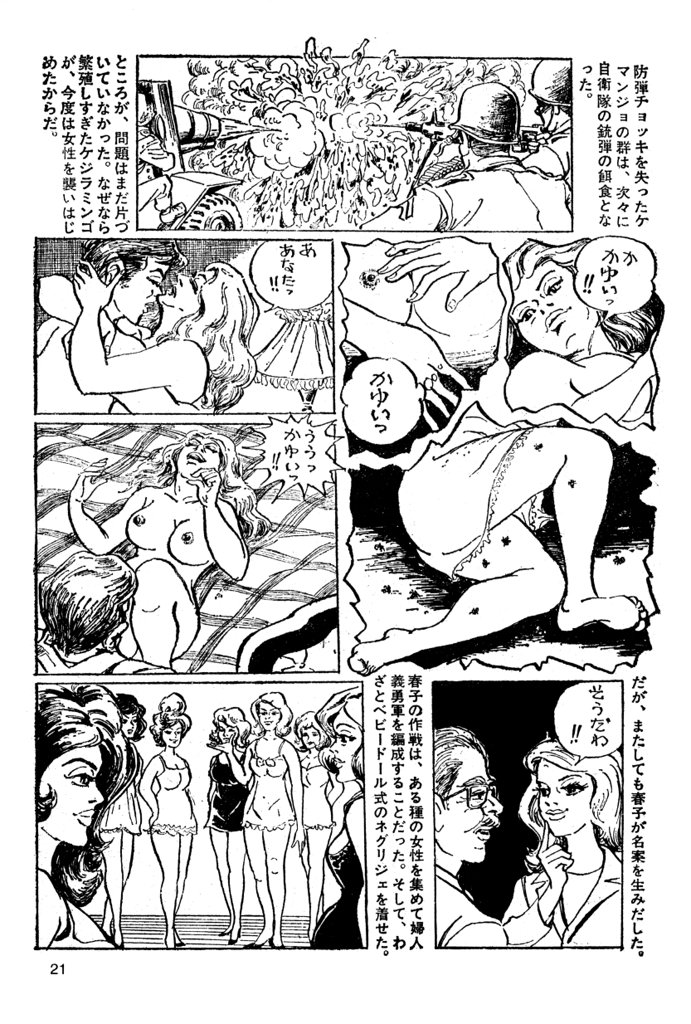 防弾チョッキを失ったケ
マンジョの群は、次々に
自衛隊の銃弾の餌食とな
った。
ところが、問題はまだ片づ
いていなかった。なぜなら
繁殖しすぎたケジラミンゴ
が、今度は女性を襲いはじ
めたからだ。
か
かゆいっ
!!
かゆいっ
あ
あなたっ
!!
ううっ
かゆいっ
だが、またしても春子が名案を生みだした。
そうだわ
!!
春子の作戦は、ある種の女性を集めて婦人
義勇軍を編成することだった。そして、わ
ざとベビードール式のネグリジェを着せた。
21